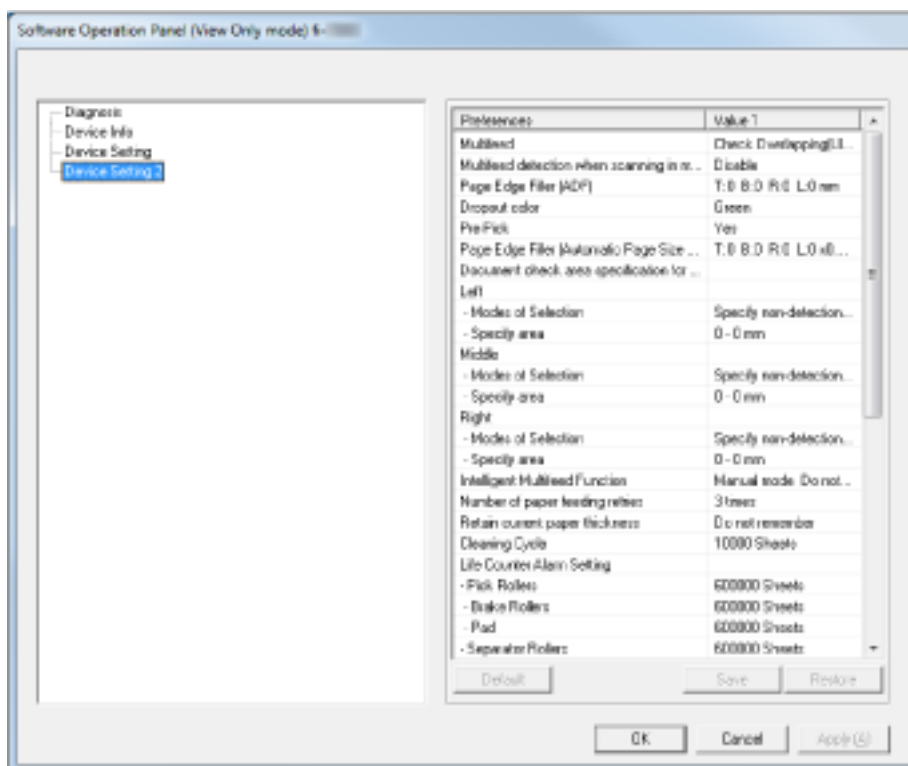 Software Operation Panel (View Only mode) fi-
Diagnosis
Device Info
Device Setting
Device Setting 2
Preferences Value 1
Multifeed Check Overlapping(Ul...
Multifeed detection when scanning in m... Disable
Page Edge Filler (ADF) T:0 B:0 R:0 L:0 mm
Dropout color Green
Pre Pick Yes
Page Edge Filler (Automatic Page Size ... T:0 B:0 R:0 L:0 x0....
Document check area specification for ...
Left
- Modes of Selection Specify non-detection...
- Specify area 0 - 0 mm
Middle
- Modes of Selection Specify non-detection...
- Specify area 0 - 0 mm
Right
- Modes of Selection Specify non-detection...
- Specify area 0 - 0 mm
Intelligent Multifeed Function Manual mode: Do not...
Number of paper feeding retries 3 times
Retain current paper thickness Do not remember
Cleaning Cycle 10000 Sheets
Life Counter Alarm Setting
- Pick Rollers 600000 Sheets
- Brake Rollers 600000 Sheets
- Pad 600000 Sheets
- Separator Rollers 600000 Sheets
Default Save Restore
OK Cancel Apply (A)